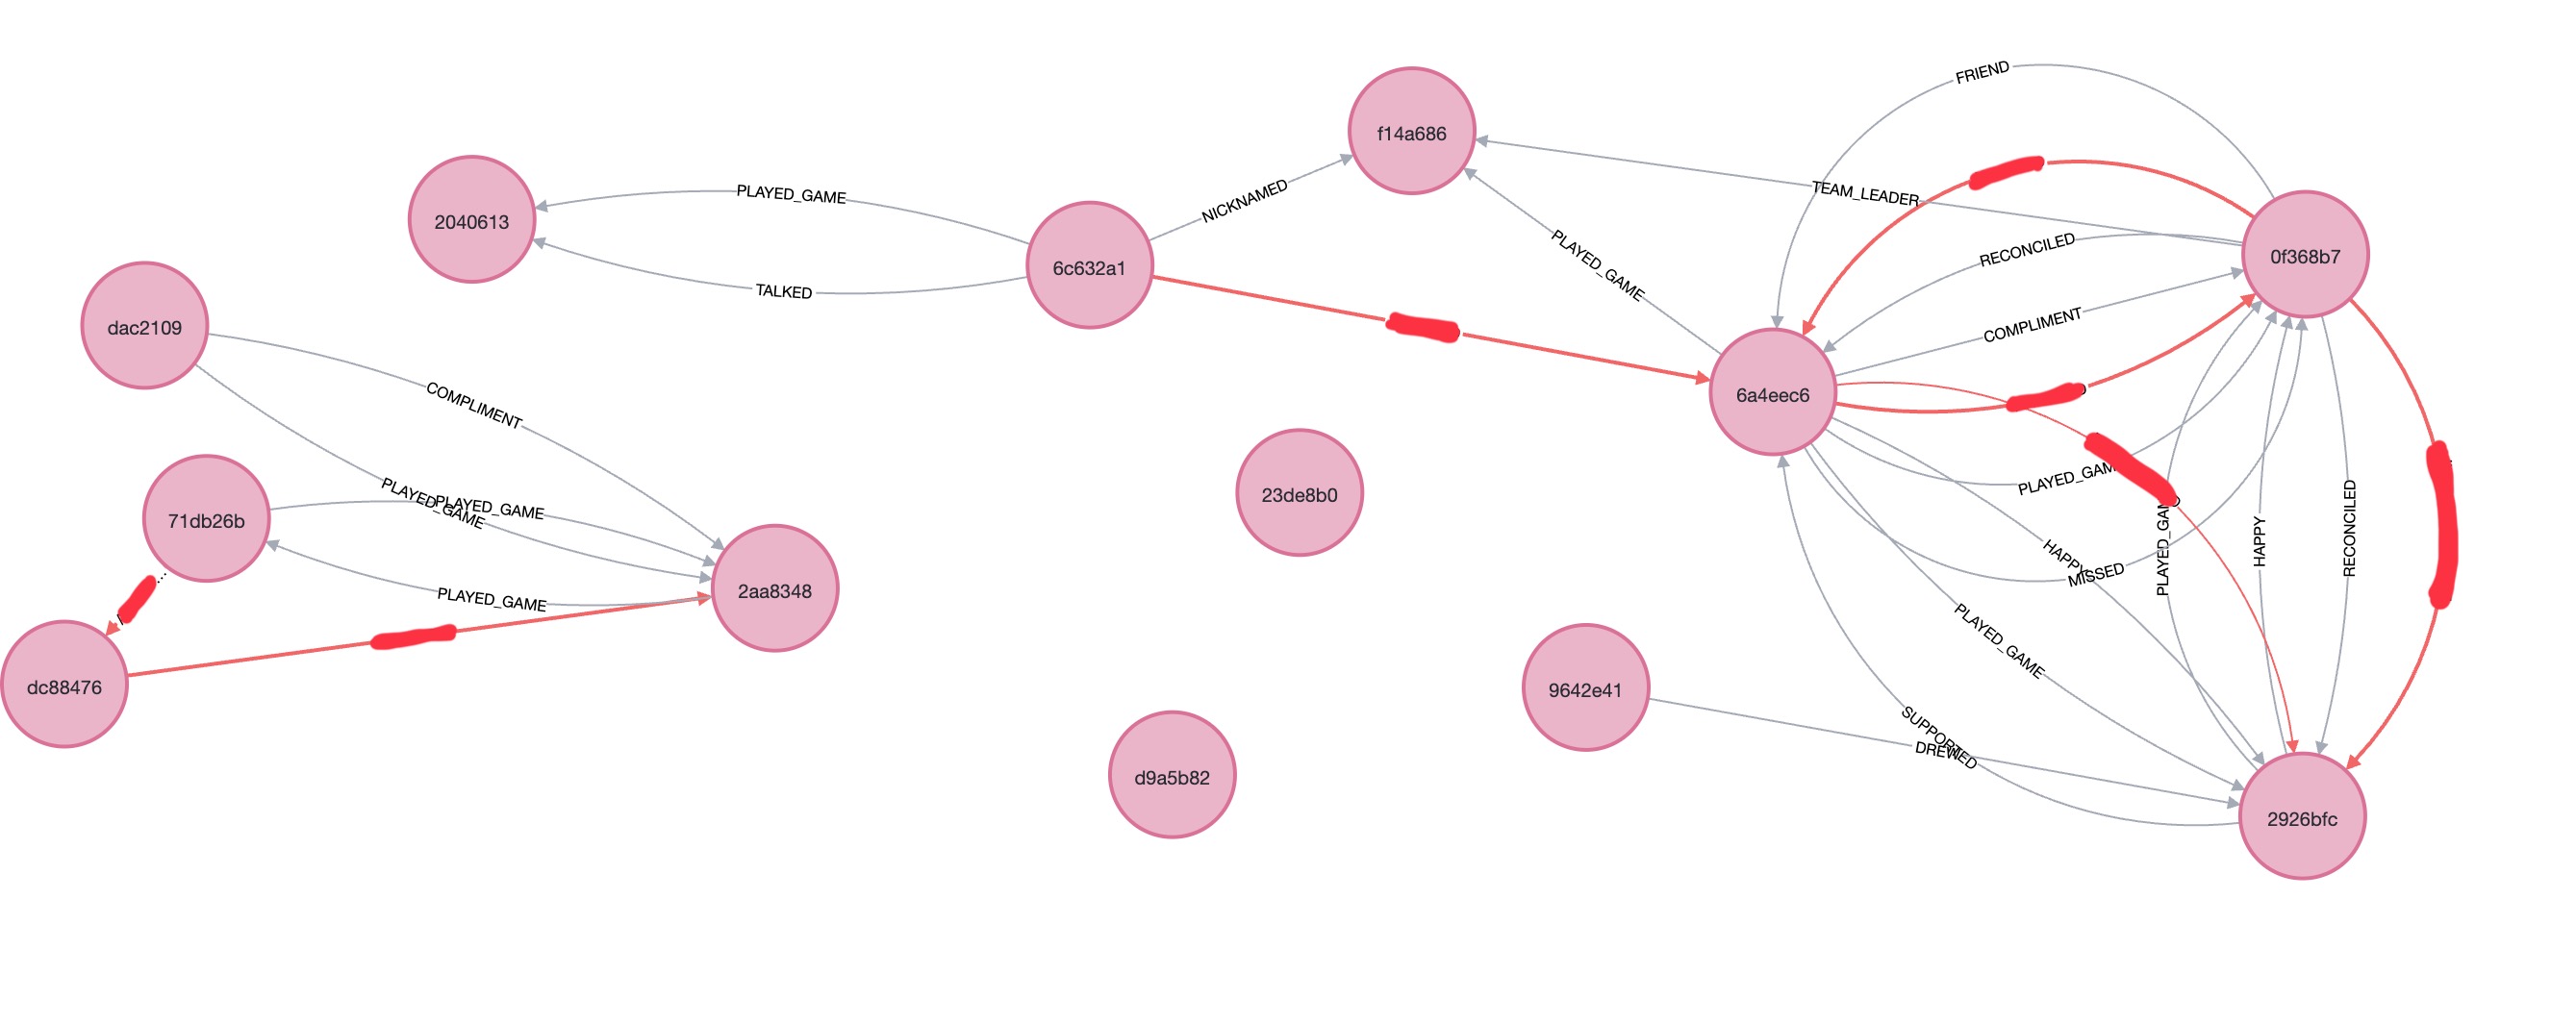 FRIEND
f14a686
TEAM_LEADER
PLAYED_GAME
NICKNAMED
2040613
6c632a1
TALKED
PLAYED_GAME
RECONCILED
0f368b7
COMPLIMENT
dac2109
6a4eec6
COMPLIMENT
PLAYED_GAME
PLAYED_GAME
71db26b
23de8b0
PLAYED_GAM
PLAYED_GAME
HAPPY
RECONCILED
HAPPY
MISSED
PLAYED_GAME
2aa8348
PLAYED_GAME
dc88476
9642e41
SUPPORTED
DREW
d9a5b82
2926bfc